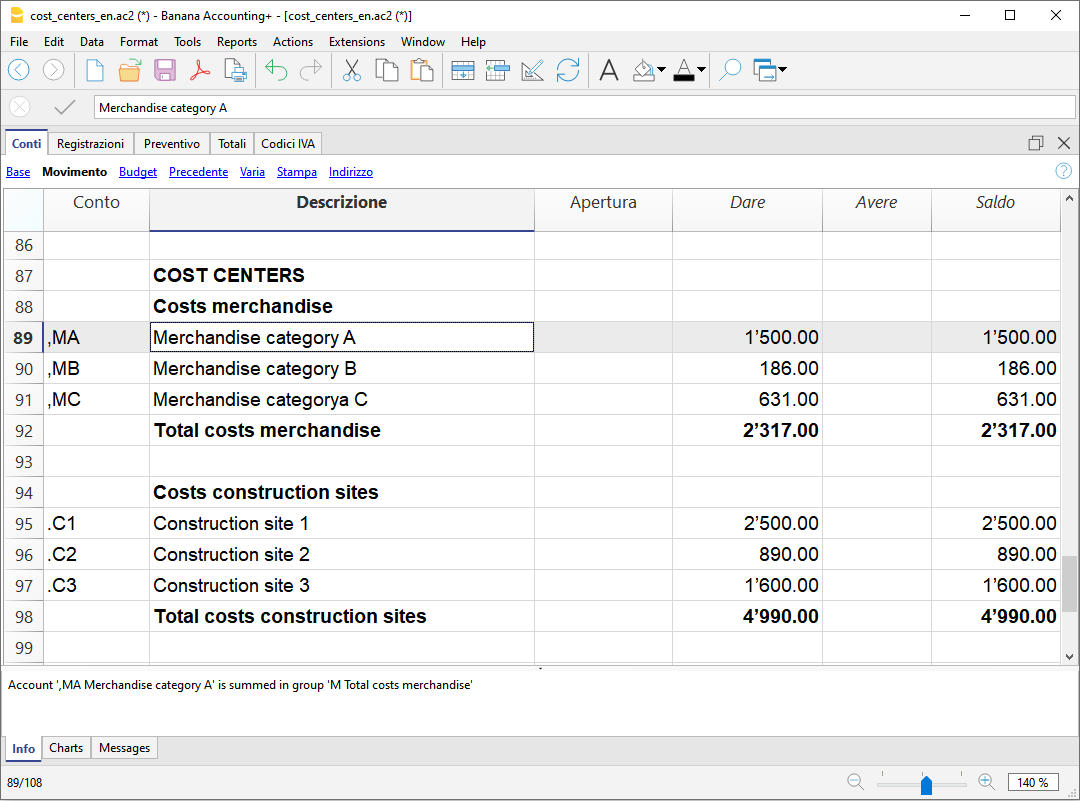 cost_centers_en.ac2 (*) - Banana Accounting+ - [cost_centers_en.ac2 (*)]
File Edit Data Format Tools Reports Actions Extensions Window Help
Merchandise category A
Conti Registrazioni Preventivo Totali Codici IVA
Base Movimento Budget Precedente Varia Stampa Indirizzo
Conto Descrizione Apertura Dare Avere Saldo
86
87 COST CENTERS
88 Costs merchandise
89 ,MA Merchandise category A 1’500.00 1’500.00
90 ,MB Merchandise category B 186.00 186.00
91 ,MC Merchandise categorya C 631.00 631.00
92 Total costs merchandise 2’317.00 2’317.00
93
94 Costs construction sites
95 .C1 Construction site 1 2’500.00 2’500.00
96 .C2 Construction site 2 890.00 890.00
97 .C3 Construction site 3 1’600.00 1’600.00
98 Total costs construction sites 4’990.00 4’990.00
99
Account ',MA Merchandise category A' is summed in group 'M Total costs merchandise'
Info Charts Messages
89/108 140 %